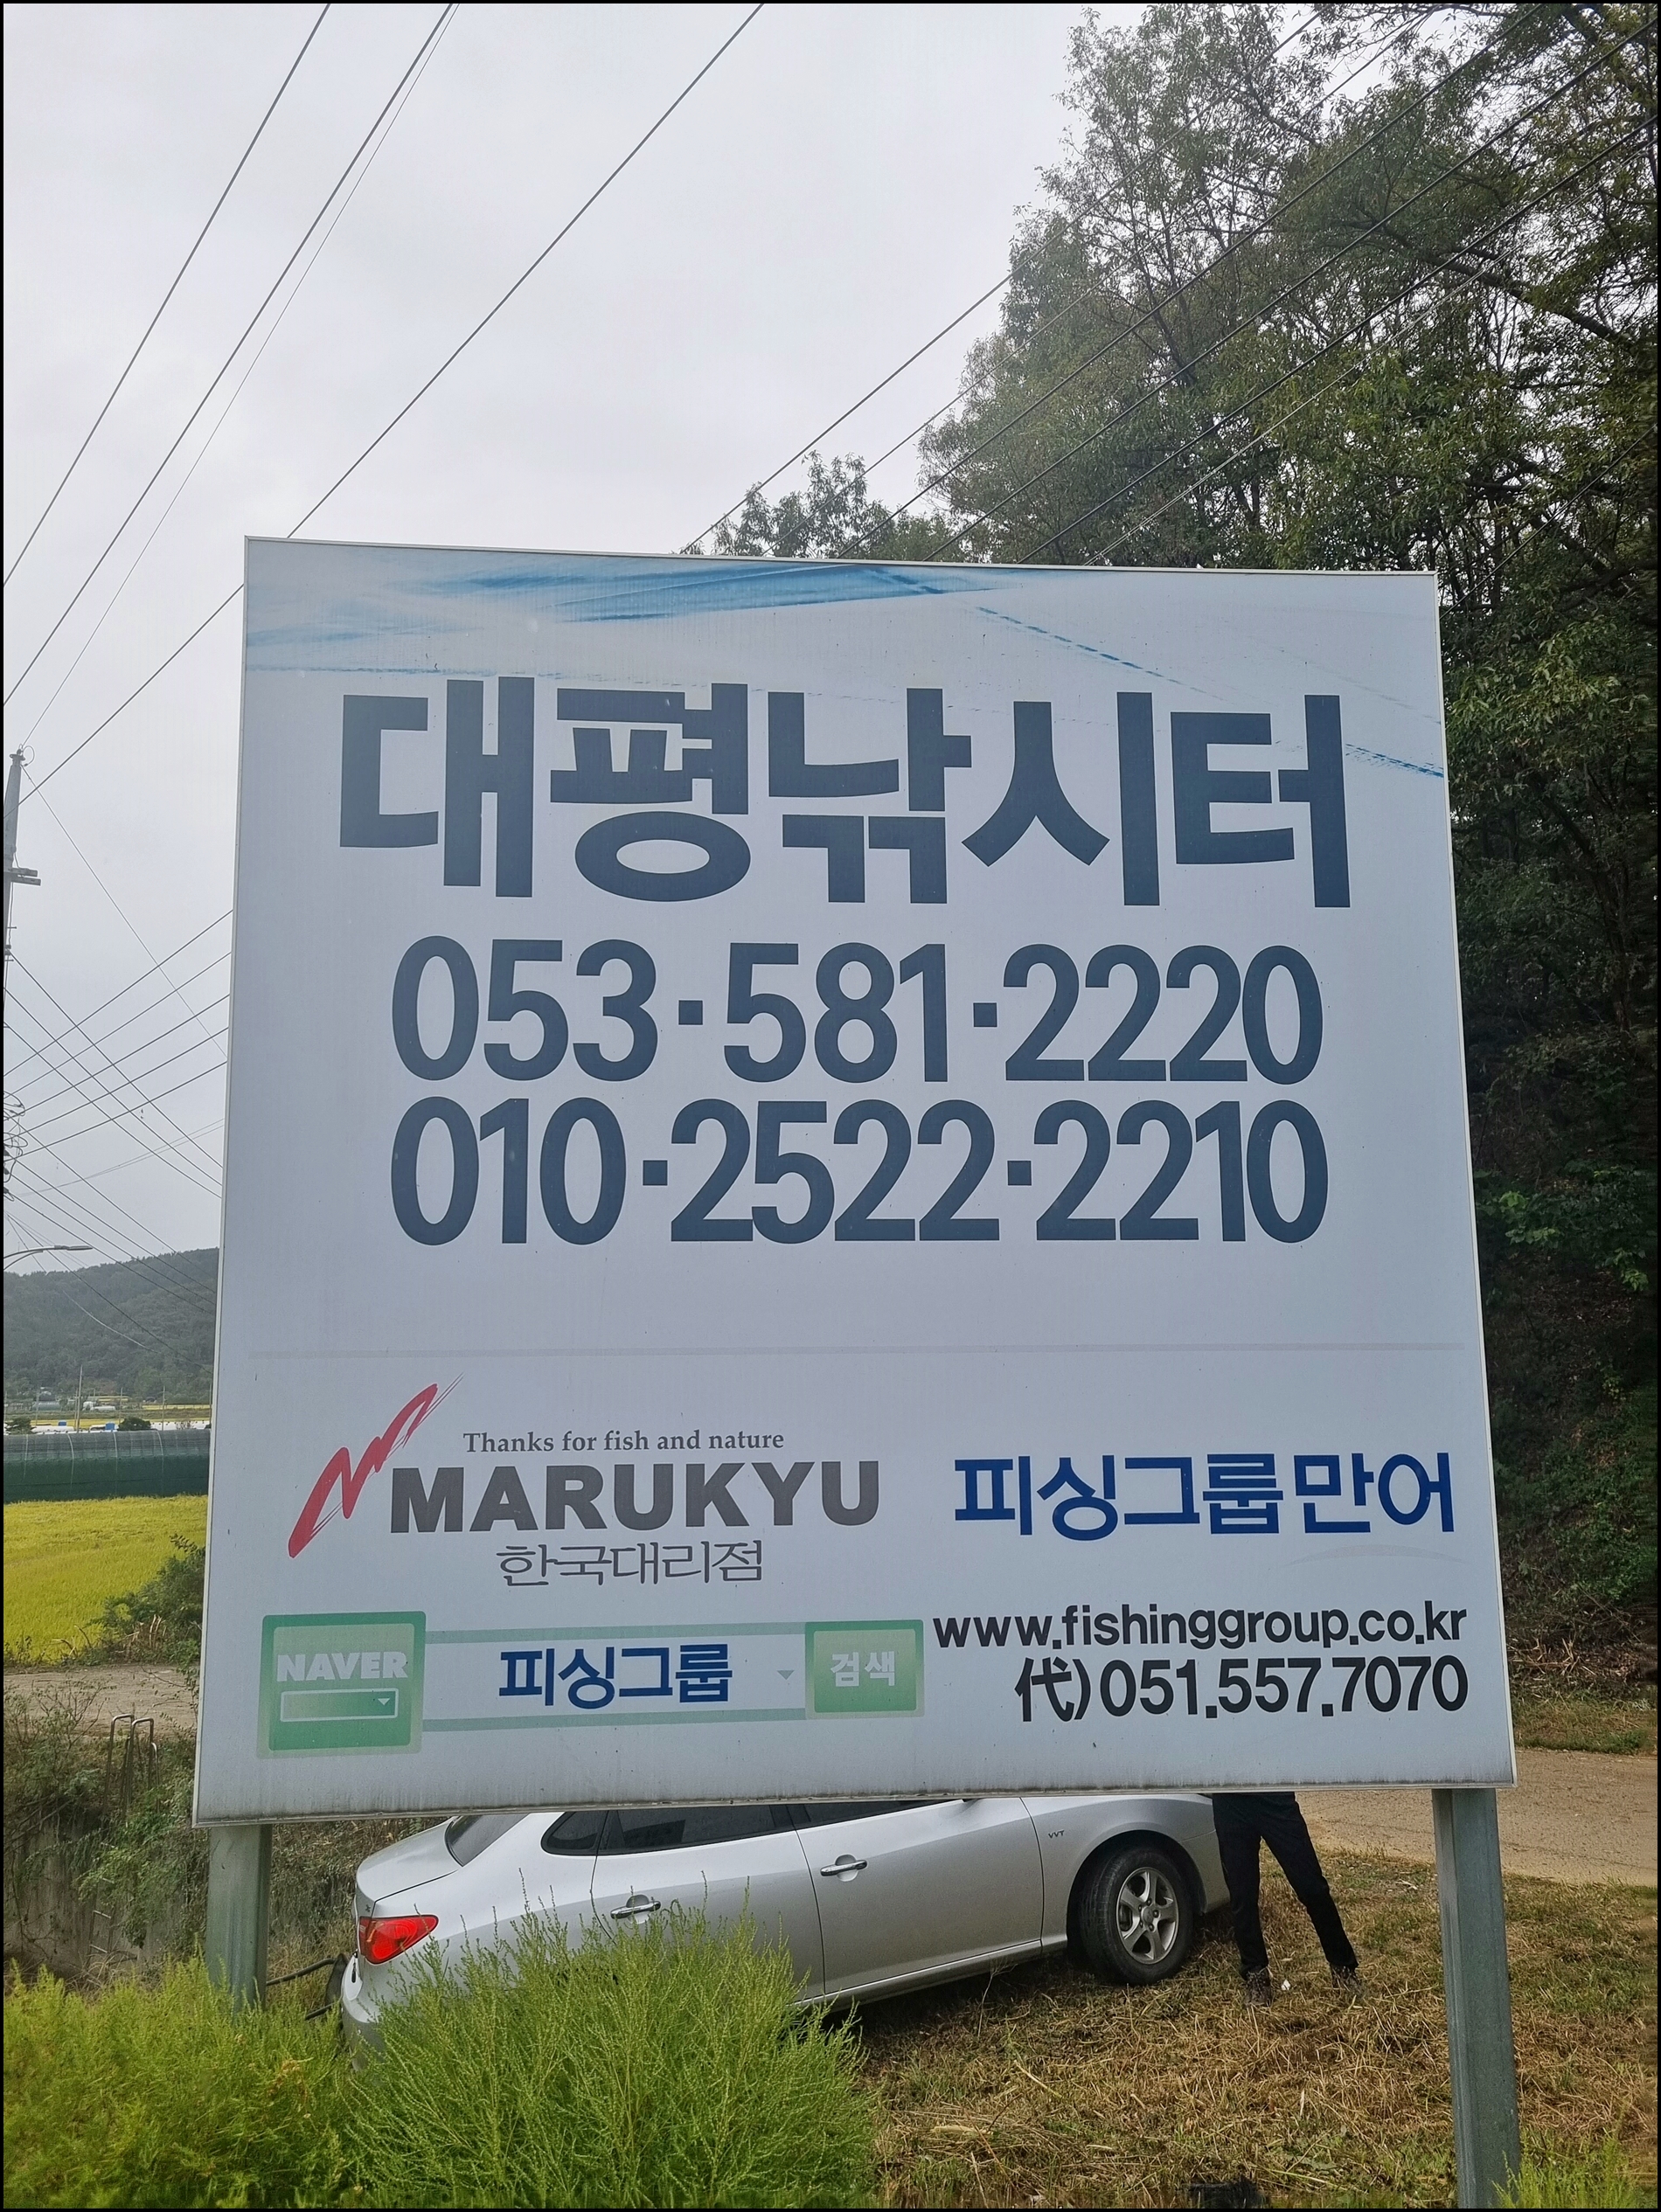 대평낚시터
053·581·2220
010·2522·2210
Thanks for fish and nature
MARUKYU
한국대리점
피싱그룹만어
NAVER 피싱그룹 검색
www.fishinggroup.co.kr
代)051.557.7070
VVT